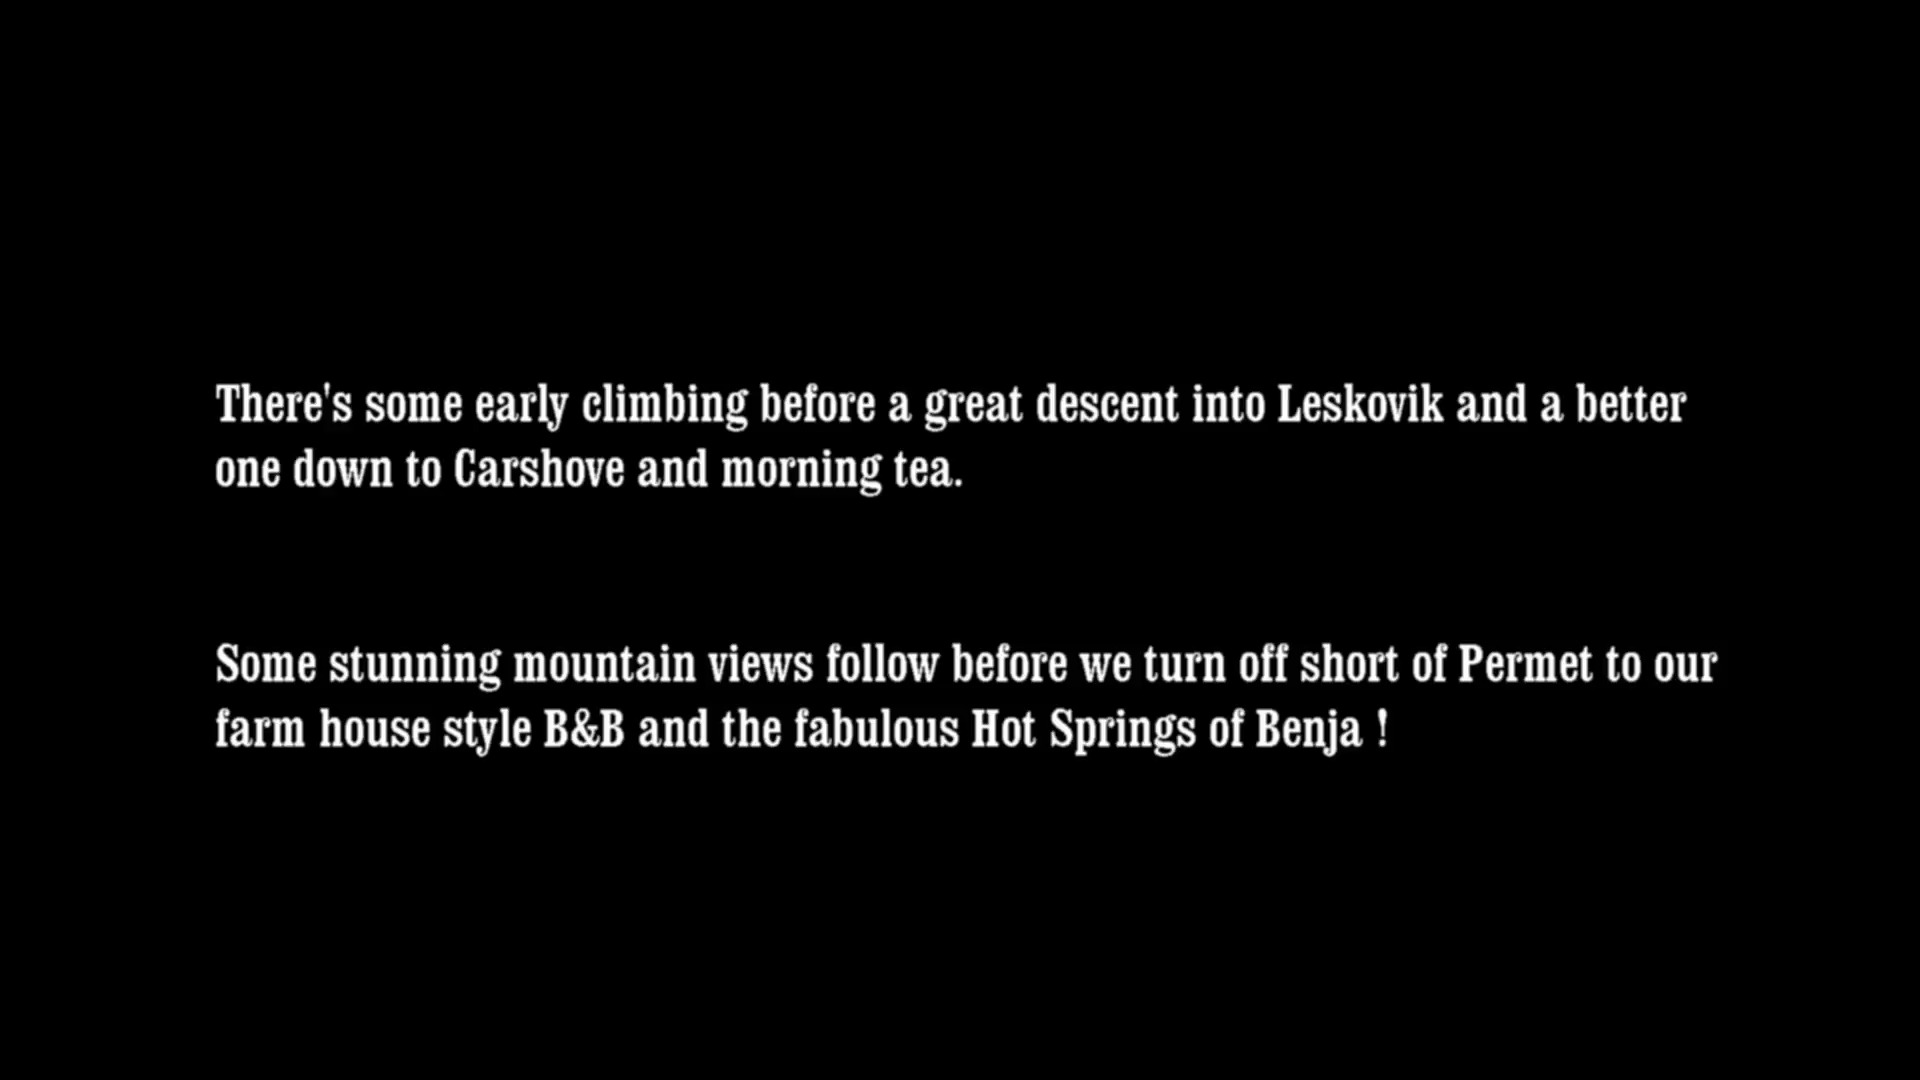 There's some early climbing before a great descent into Leskovik and a better
one down to Carshove and morning tea.
Some stunning mountain views follow before we turn off short of Permet to our
farm house style B&B and the fabulous Hot Springs of Benja !